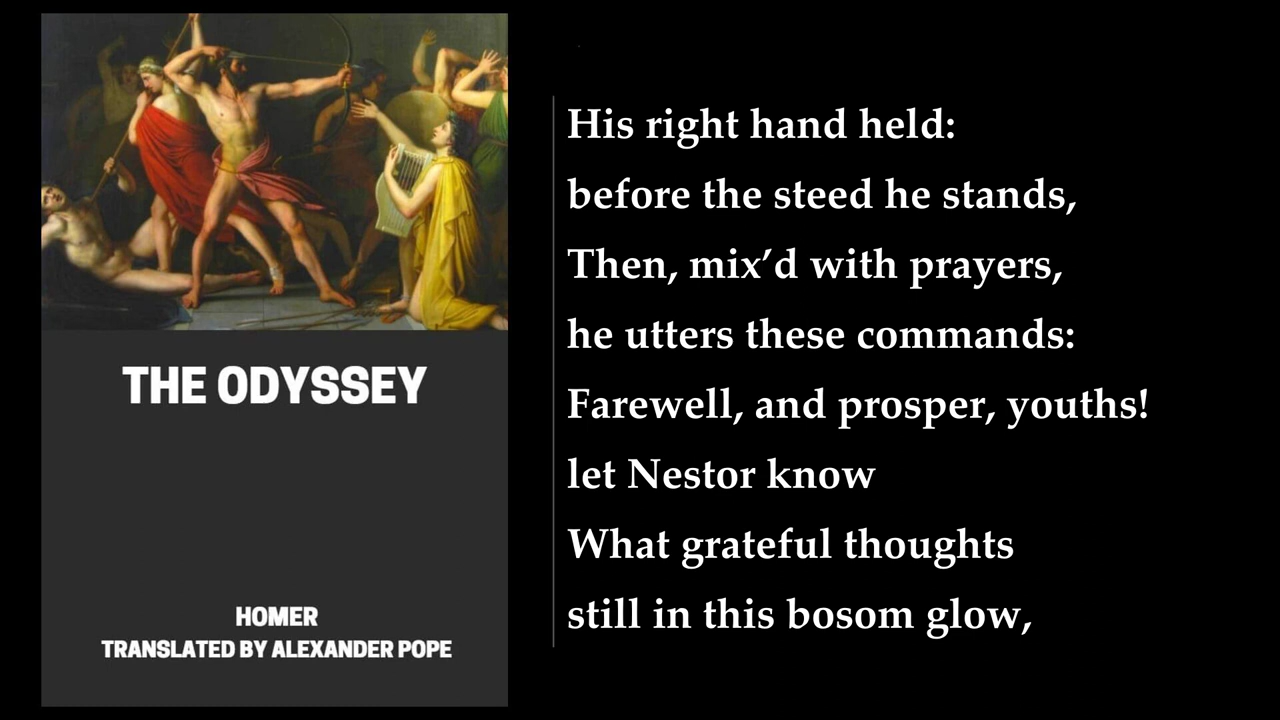 THE ODYSSEY
HOMER
TRANSLATED BY ALEXANDER POPE
His right hand held:
before the steed he stands,
Then, mix’d with prayers,
he utters these commands:
Farewell, and prosper, youths!
let Nestor know
What grateful thoughts
still in this bosom glow,